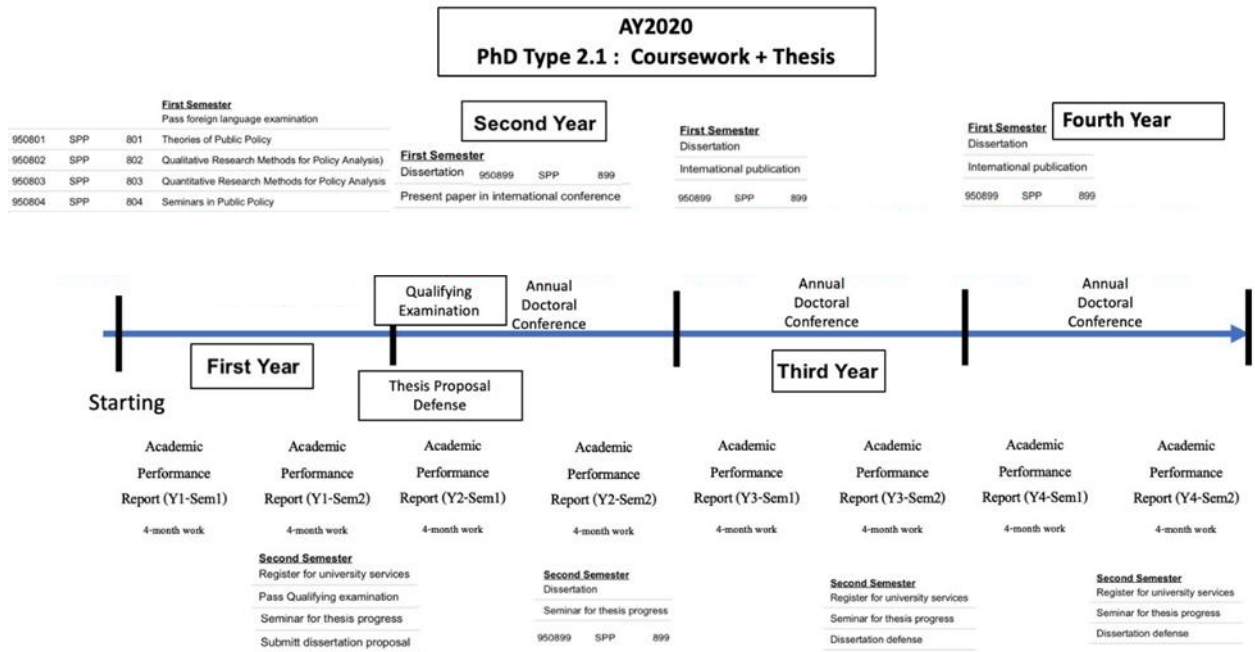 AY2020
PhD Type 2.1 : Coursework + Thesis
First Semester
Pass foreign language examination
950801 SPP 801 Theories of Public Policy
950802 SPP 802 Qualitative Research Methods for Policy Analysis)
950803 SPP 803 Quantitative Research Methods for Policy Analysis
950804 SPP 804 Seminars in Public Policy
Second Year
First Semester
Dissertation 950899 SPP 899
Present paper in international conference
First Semester
Dissertation
International publication
950899 SPP 899
Fourth Year
First Semester
Dissertation
International publication
950899 SPP 899
Qualifying
Examination
Annual
Doctoral
Conference
Annual
Doctoral
Conference
Annual
Doctoral
Conference
First Year
Third Year
Starting
Thesis Proposal
Defense
Academic
Performance
Report (Y1-Sem1)
4-month work
Academic
Performance
Report (Y1-Sem2)
4-month work
Academic
Performance
Report (Y2-Sem1)
4-month work
Academic
Performance
Report (Y2-Sem2)
4-month work
Academic
Performance
Report (Y3-Sem1)
4-month work
Academic
Performance
Report (Y3-Sem2)
4-month work
Academic
Performance
Report (Y4-Sem1)
4-month work
Academic
Performance
Report (Y4-Sem2)
4-month work
Second Semester
Register for university services
Pass Qualifying examination
Seminar for thesis progress
Submitt dissertation proposal
Second Semester
Dissertation
Seminar for thesis progress
950899 SPP 899
Second Semester
Register for university services
Seminar for thesis progress
Dissertation defense
Second Semester
Register for university services
Seminar for thesis progress
Dissertation defense